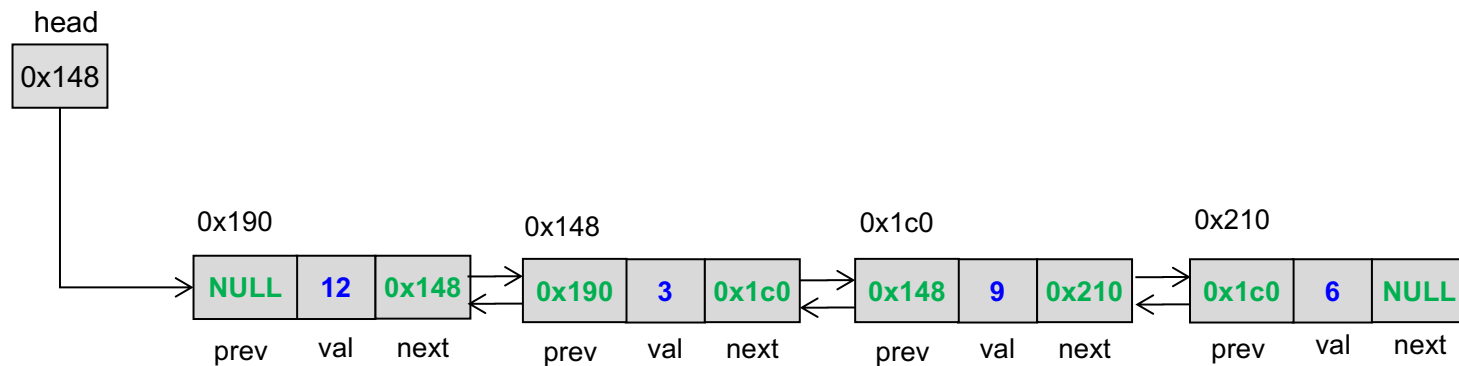 head
0x148
0x190 0x148 0x1c0 0x210
NULL 12 0x148 0x190 3 0x1c0 0x148 9 0x210 0x1c0 6 NULL
prev val next prev val next prev val next prev val next